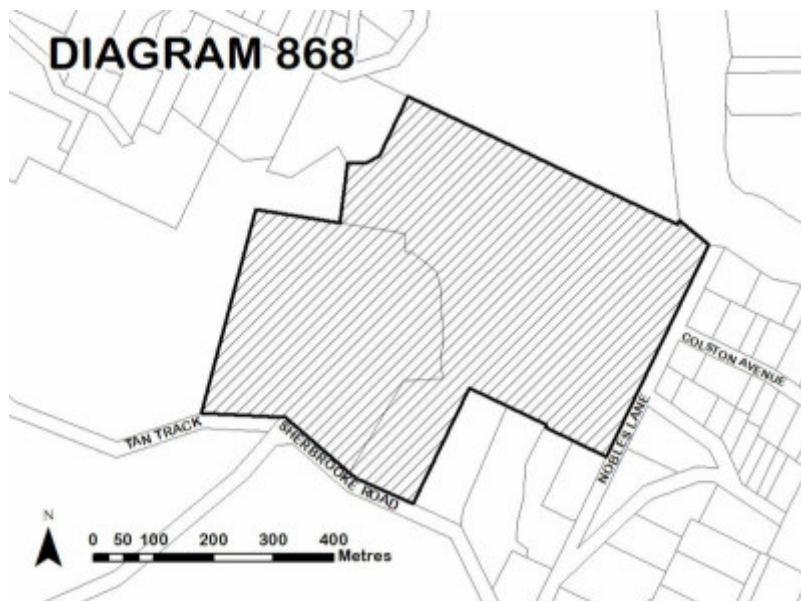 DIAGRAM 868
COLSTON AVENUE
NOBLES LANE
TAN TRACK
SHERBROOKE ROAD
N
0 50 100 200 300 400
Metres